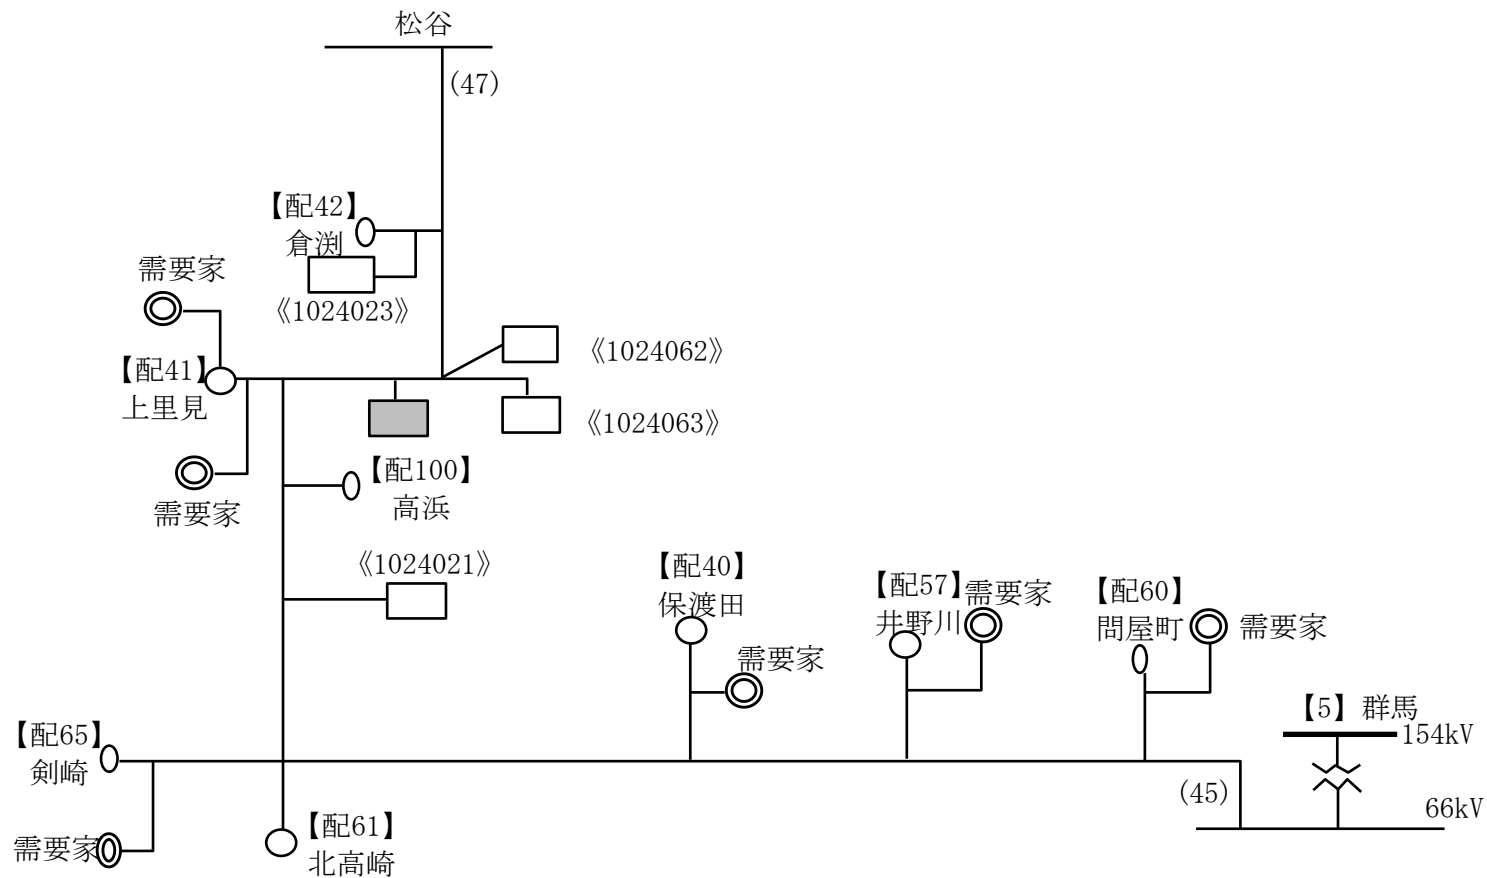 松谷
(47)
【配42】
倉渕
《1024023》
需要家
【配41】
上里見
《1024062》
《1024063》
需要家
【配100】
高浜
《1024021》
【配40】
保渡田
需要家
【配57】
井野川
需要家
【配60】
問屋町
需要家
【5】群馬
154kV
66kV
(45)
【配65】
剣崎
需要家
【配61】
北高崎